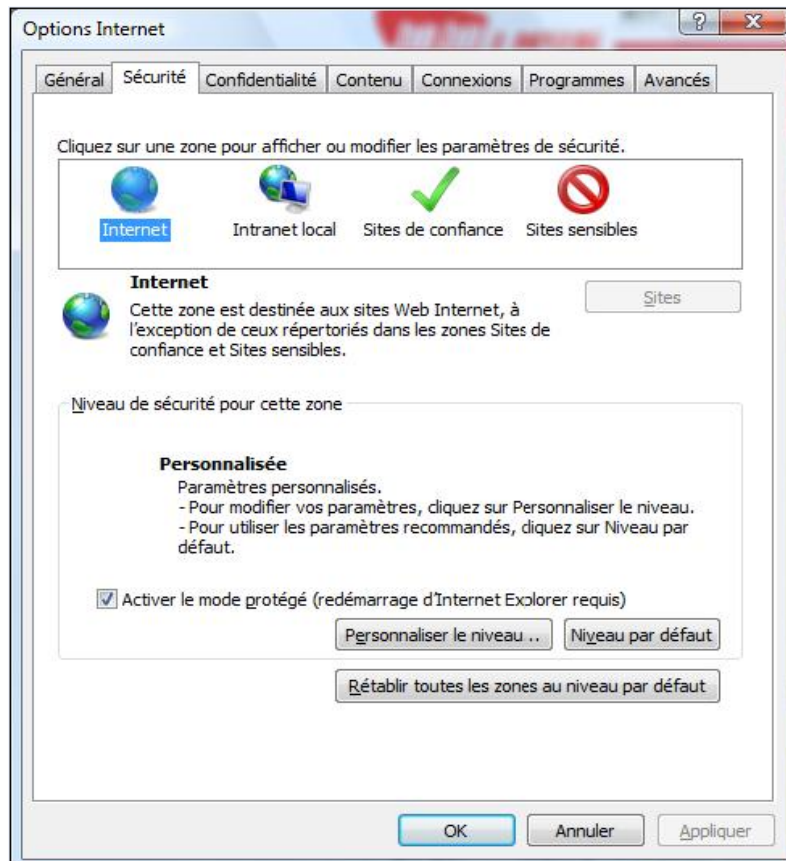 Options Internet
Général Sécurité Confidentialité Contenu Connexions Programmes Avancés
Cliquez sur une zone pour afficher ou modifier les paramètres de sécurité.
Internet Intranet local Sites de confiance Sites sensibles
Internet
Sites
Cette zone est destinée aux sites Web Internet, à
l'exception de ceux répertoriés dans les zones Sites de
confiance et Sites sensibles.
Niveau de sécurité pour cette zone
Personnalisée
Paramètres personnalisés.
- Pour modifier vos paramètres, cliquez sur Personnaliser le niveau.
- Pour utiliser les paramètres recommandés, cliquez sur Niveau par
défaut.
Activer le mode protégé (redémarrage d'Internet Explorer requis)
Personnaliser le niveau .. Niveau par défaut
Rétablir toutes les zones au niveau par défaut
OK Annuler Appliquer